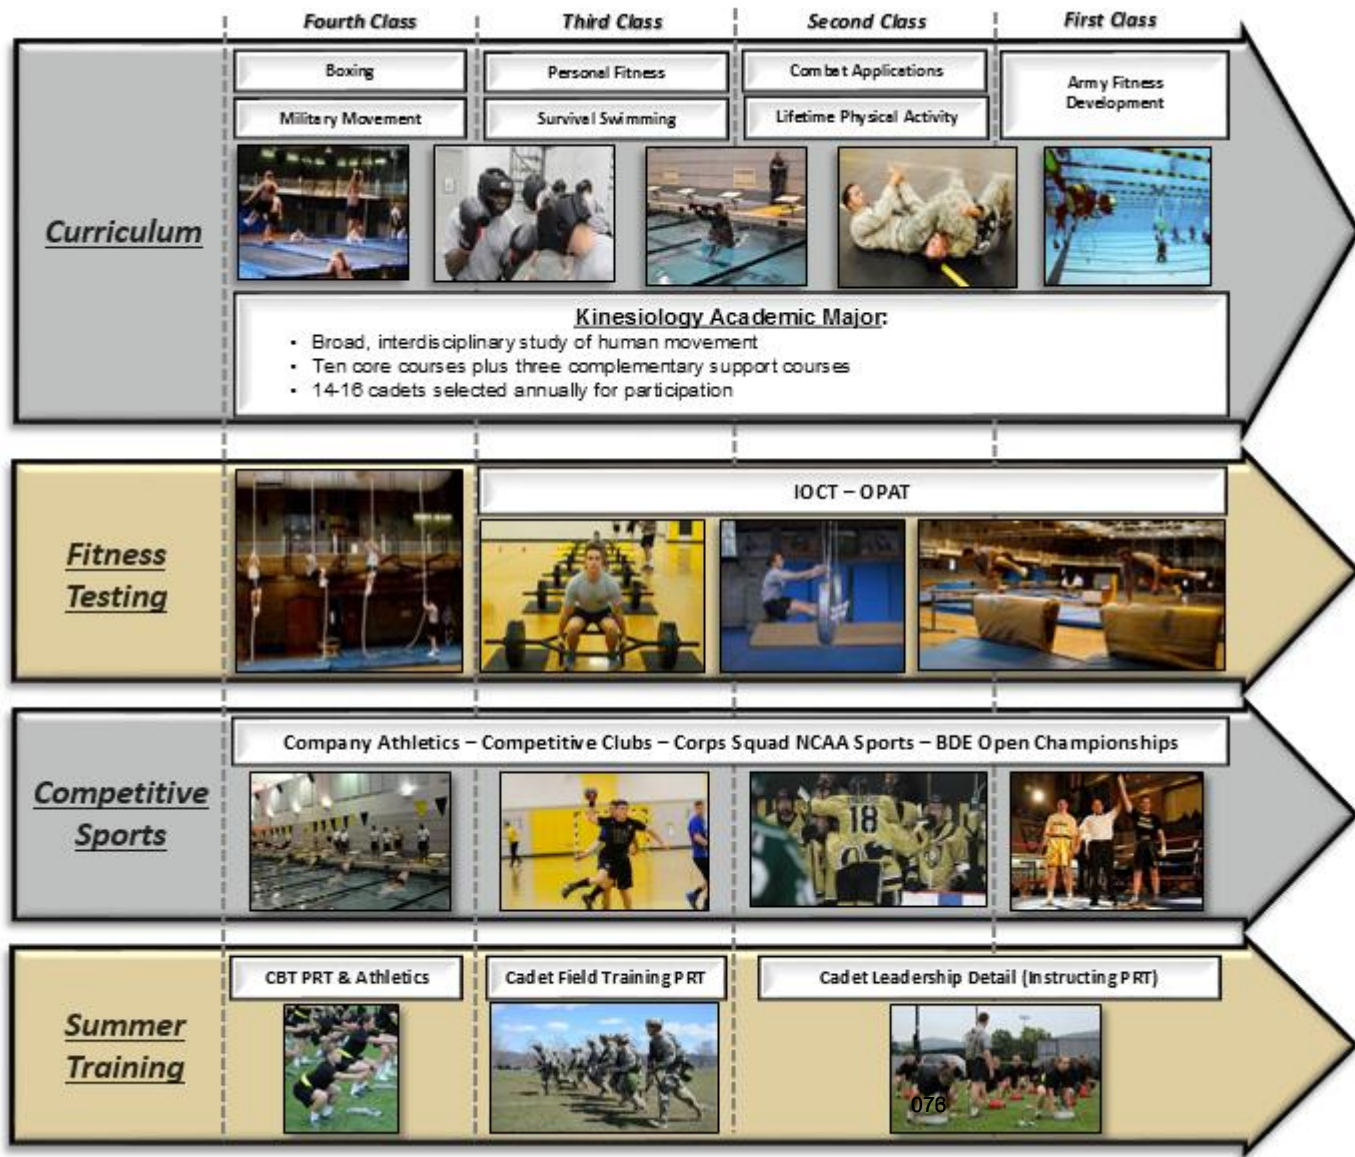 Fourth Class
Third Class
Second Class
First Class
Boxing
Personal Fitness
Combat Applications
Army Fitness
Development
Military Movement
Survival Swimming
Lifetime Physical Activity
Curriculum
Kinesiology Academic Major:
• Broad, interdisciplinary study of human movement
• Ten core courses plus three complementary support courses
• 14-16 cadets selected annually for participation
IOCT – OPAT
Fitness
Testing
Company Athletics – Competitive Clubs – Corps Squad NCAA Sports – BDE Open Championships
Competitive
Sports
18
CBT PRT & Athletics
Cadet Field Training PRT
Cadet Leadership Detail (Instructing PRT)
Summer
Training
076